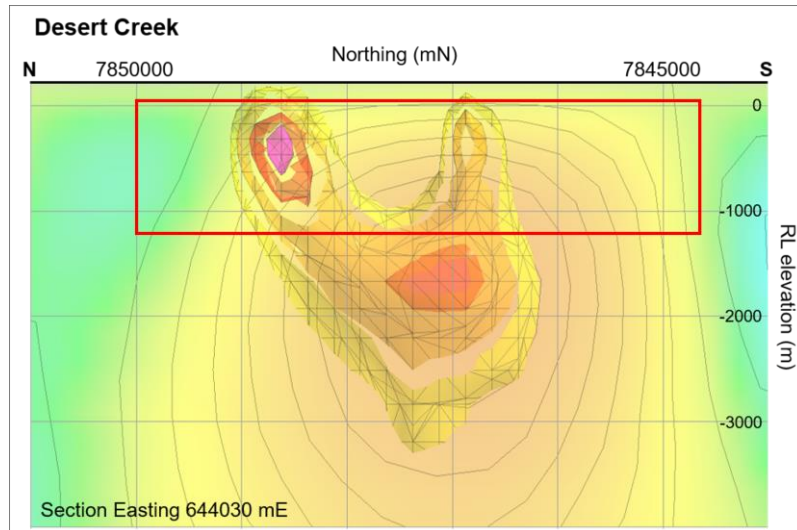 Desert Creek
Northing (mN)
N 7850000 7845000 S
0
-1000
RL elevation (m)
-2000
-3000
Section Easting 644030 mE